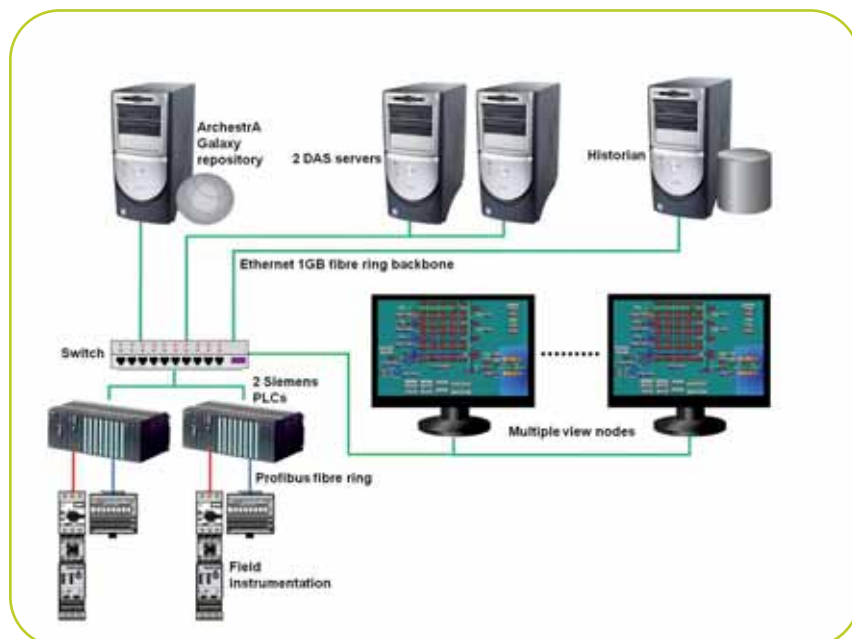 ArchestrA
Galaxy
repository
2 DAS servers
Historian
Ethernet 1GB fibre ring backbone
Switch
2 Siemens
PLCs
Multiple view nodes
Profibus fibre ring
Field
Instrumentation